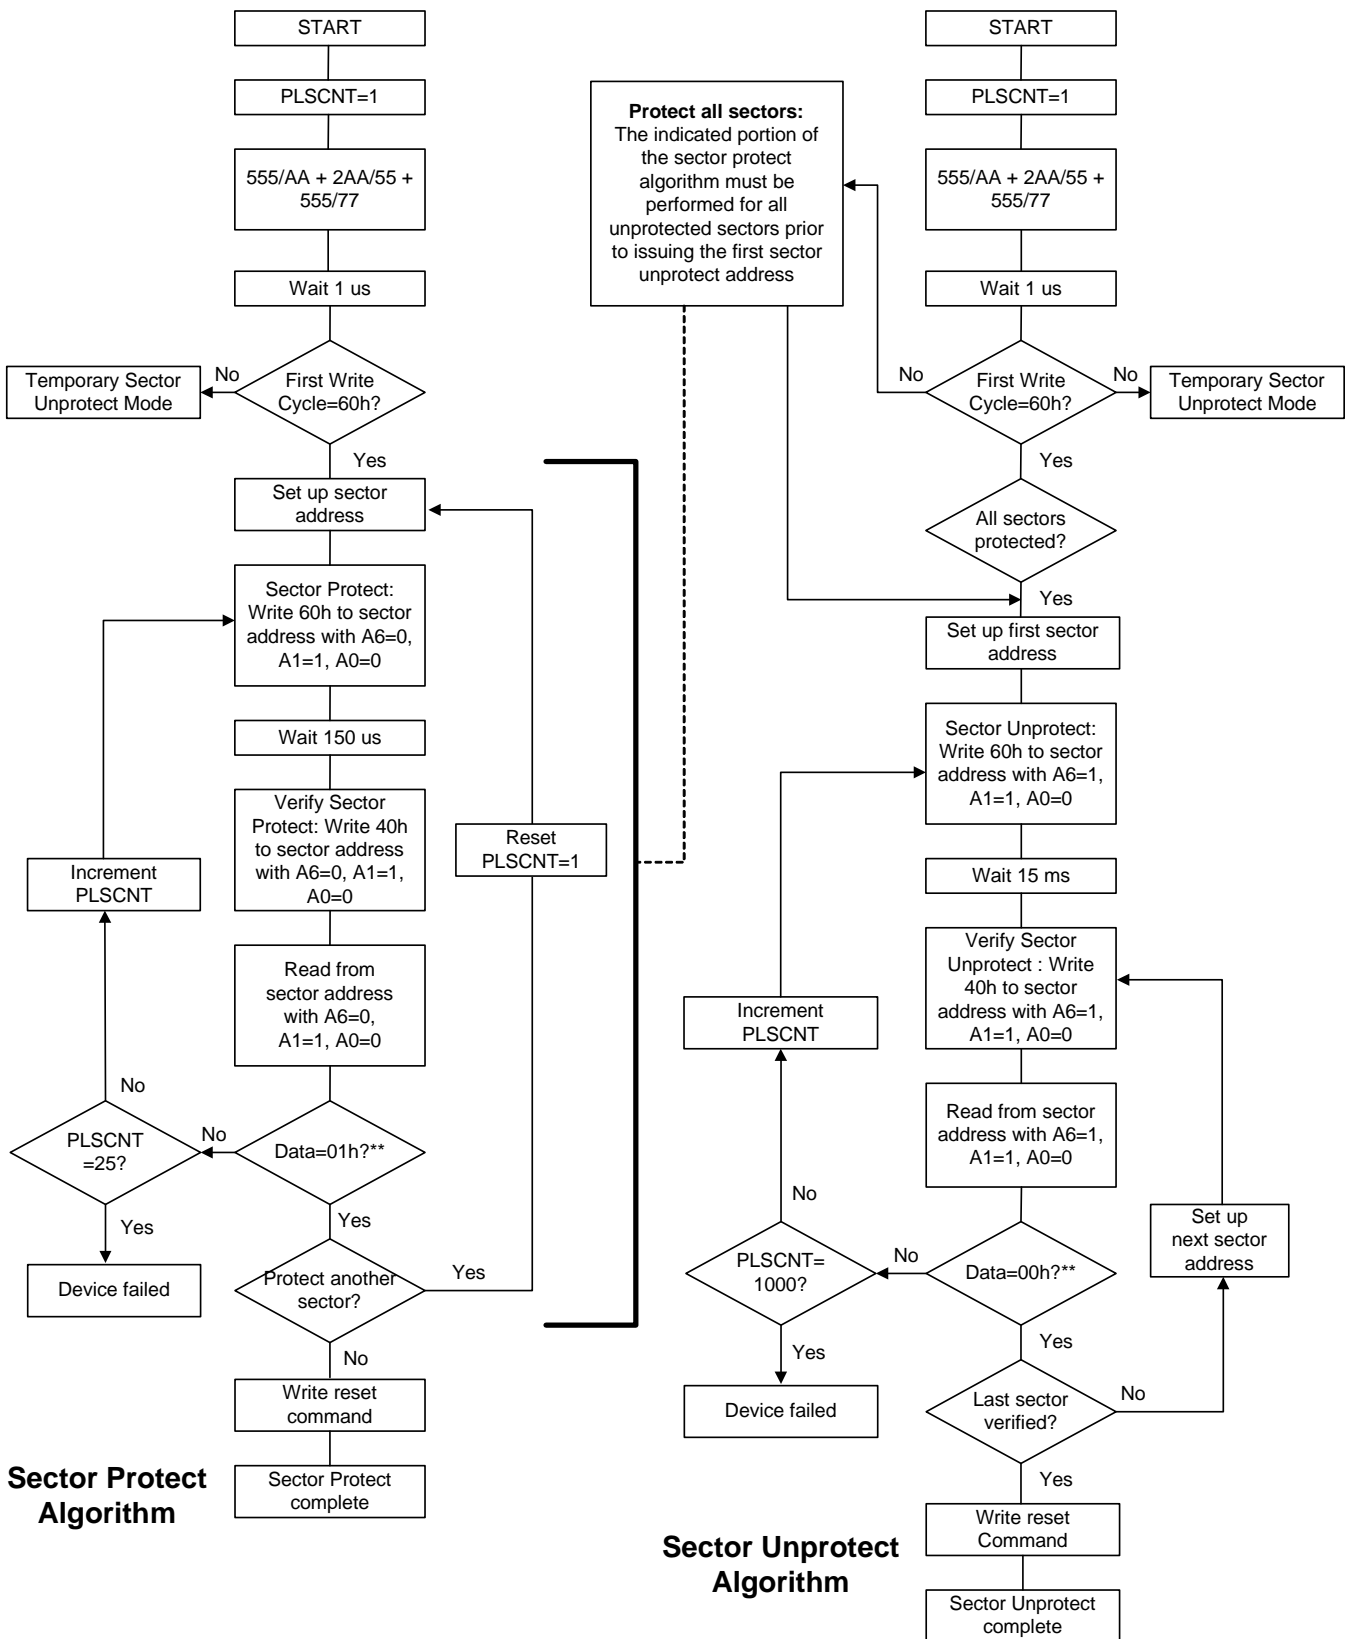 START
PLSCNT=1
555/AA + 2AA/55 +
555/77
Wait 1 us
First Write
Cycle=60h?
No
Temporary Sector
Unprotect Mode
Yes
Set up sector
address
Sector Protect:
Write 60h to sector
address with A6=0,
A1=1, A0=0
Wait 150 us
Verify Sector
Protect: Write 40h
to sector address
with A6=0, A1=1,
A0=0
Reset
PLSCNT=1
Increment
PLSCNT
Read from
sector address
with A6=0,
A1=1, A0=0
No
PLSCNT
=25?
No
Data=01h?**
Yes
Yes
Device failed
Protect another
sector?
Yes
No
Write reset
command
Sector Protect
complete
Sector Protect
Algorithm
Protect all sectors:
The indicated portion of
the sector protect
algorithm must be
performed for all
unprotected sectors prior
to issuing the first sector
unprotect address
START
PLSCNT=1
555/AA + 2AA/55 +
555/77
Wait 1 us
No
First Write
Cycle=60h?
No
Temporary Sector
Unprotect Mode
Yes
All sectors
protected?
Yes
Set up first sector
address
Sector Unprotect:
Write 60h to sector
address with A6=1,
A1=1, A0=0
Wait 15 ms
Verify Sector
Unprotect : Write
40h to sector
address with A6=1,
A1=1, A0=0
Increment
PLSCNT
Read from sector
address with A6=1,
A1=1, A0=0
No
PLSCNT=
1000?
No
Data=00h?**
Set up
next sector
address
Yes
Yes
Device failed
Last sector
verified?
No
Yes
Write reset
Command
Sector Unprotect
complete
Sector Unprotect
Algorithm